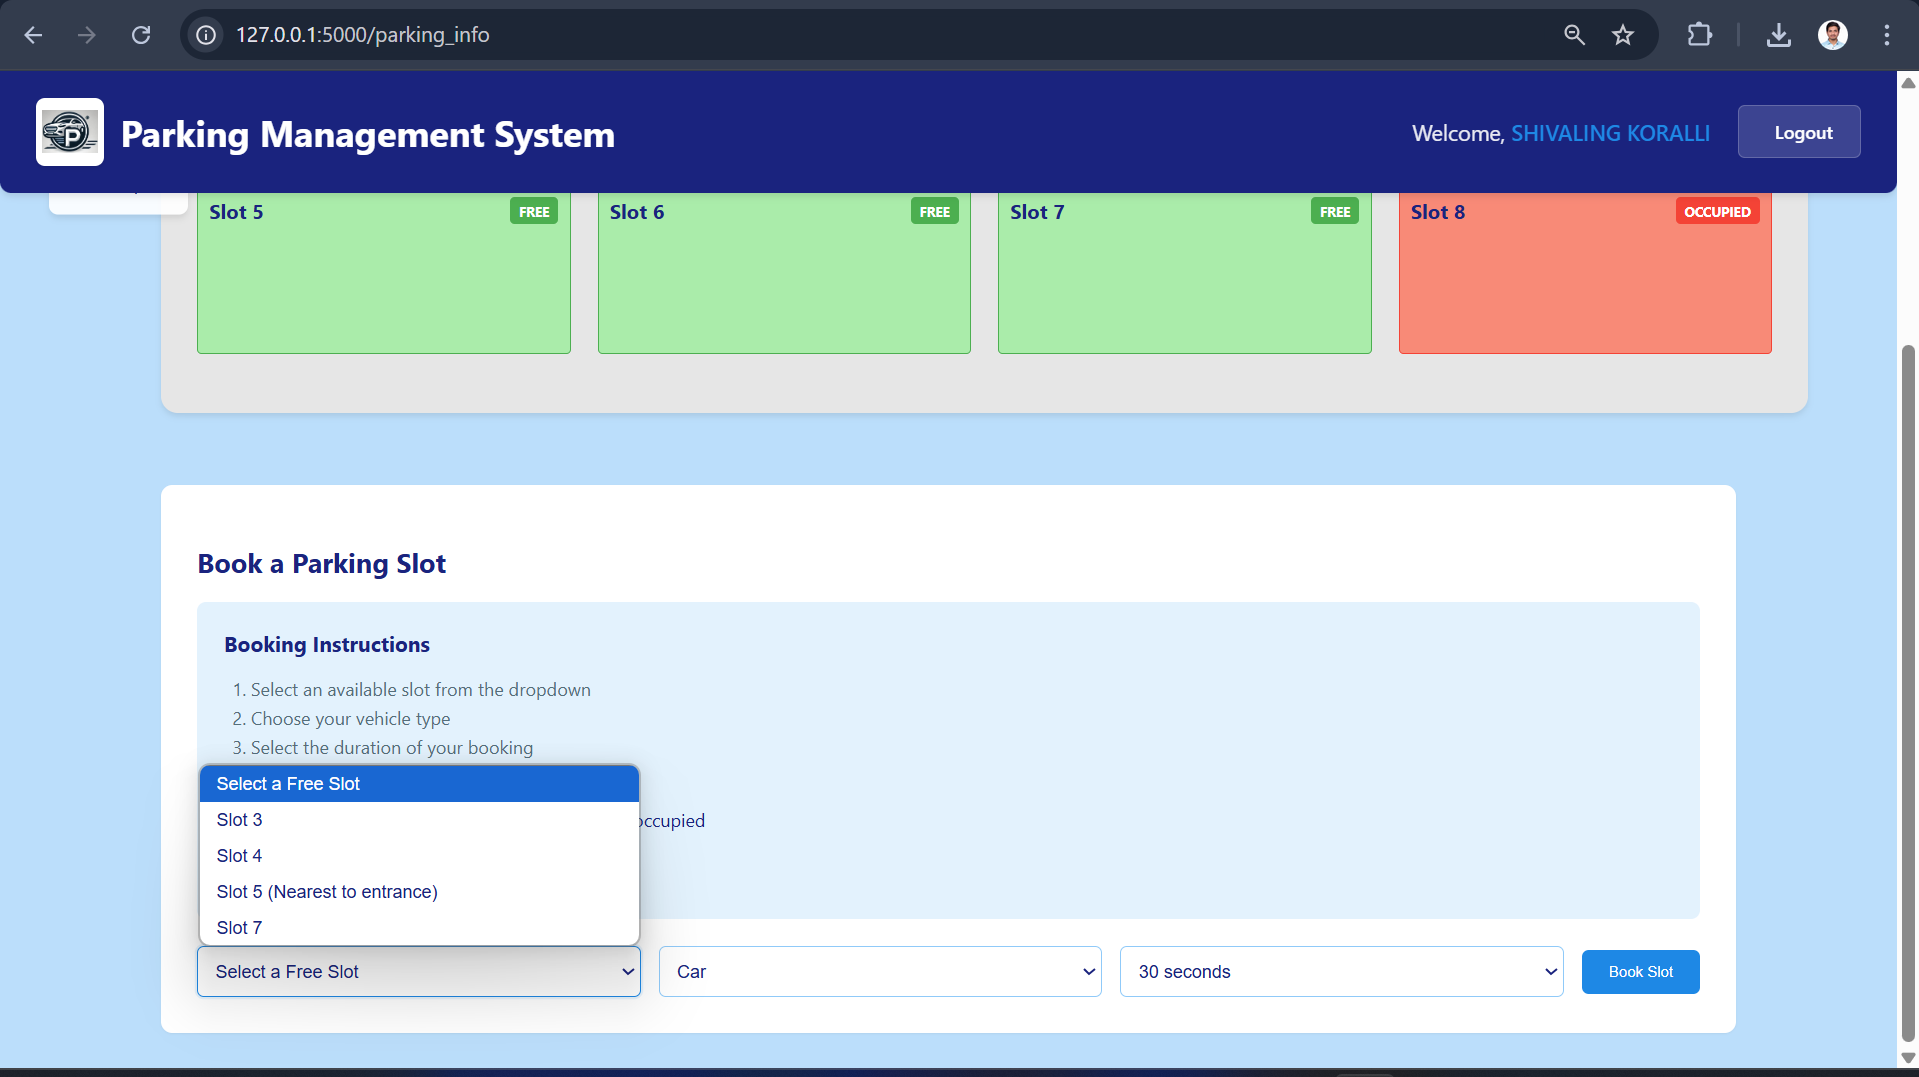 127.0.0.1:5000/parking_info
P
Parking Management System
Welcome, SHIVALING KORALLI
Logout
Slot 5 FREE
Slot 6 FREE
Slot 7 FREE
Slot 8 OCCUPIED
Book a Parking Slot
Booking Instructions
1. Select an available slot from the dropdown
2. Choose your vehicle type
3. Select the duration of your booking
Select a Free Slot
Slot 3
occupied
Slot 4
Slot 5 (Nearest to entrance)
Slot 7
Select a Free Slot
Car
30 seconds
Book Slot